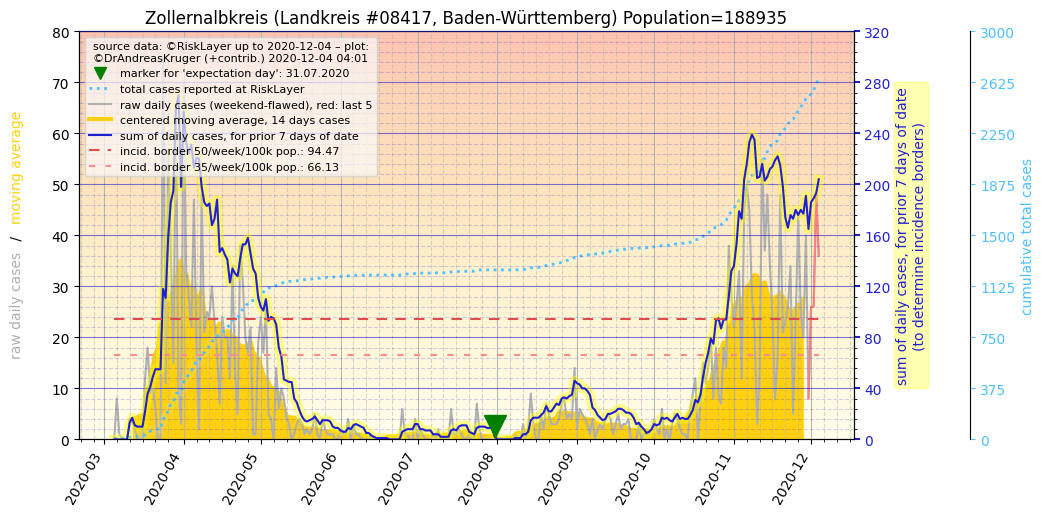 Zollernalbkreis (Landkreis #08417, Baden-Württemberg) Population=188935
source data: ©RiskLayer up to 2020-12-04 – plot:
©DrAndreasKruger (+contrib.) 2020-12-04 04:01
marker for 'expectation day': 31.07.2020
total cases reported at RiskLayer
raw daily cases (weekend-flawed), red: last 5
centered moving average, 14 days cases
sum of daily cases, for prior 7 days of date
incid. border 50/week/100k pop.: 94.47
incid. border 35/week/100k pop.: 66.13
raw daily cases / moving average
80
70
60
50
40
30
20
10
0
2020-03
2020-04
2020-05
2020-06
2020-07
2020-08
2020-09
2020-10
2020-11
2020-12
320
280
240
200
160
120
80
40
0
sum of daily cases, for prior 7 days of date
(to determine incidence borders)
3000
2625
2250
1875
1500
1125
750
375
0
cumulative total cases